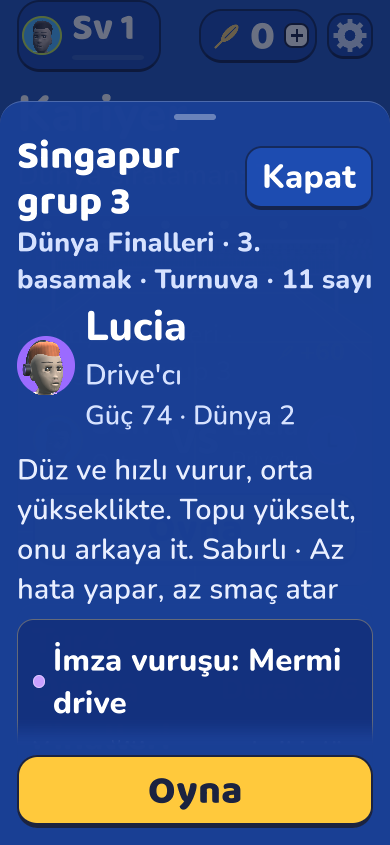 Sv 1
0
Kariyer
Singapur
grup 3
Kapat
Dünya Finalleri · 3.
basamak · Turnuva · 11 sayı
Lucia
Drive'cı
Güç 74 · Dünya 2
Düz ve hızlı vurur, orta
yükseklikte. Topu yükselt,
onu arkaya it. Sabırlı · Az
hata yapar, az smaç atar
İmza vuruşu: Mermi
drive
Oyna